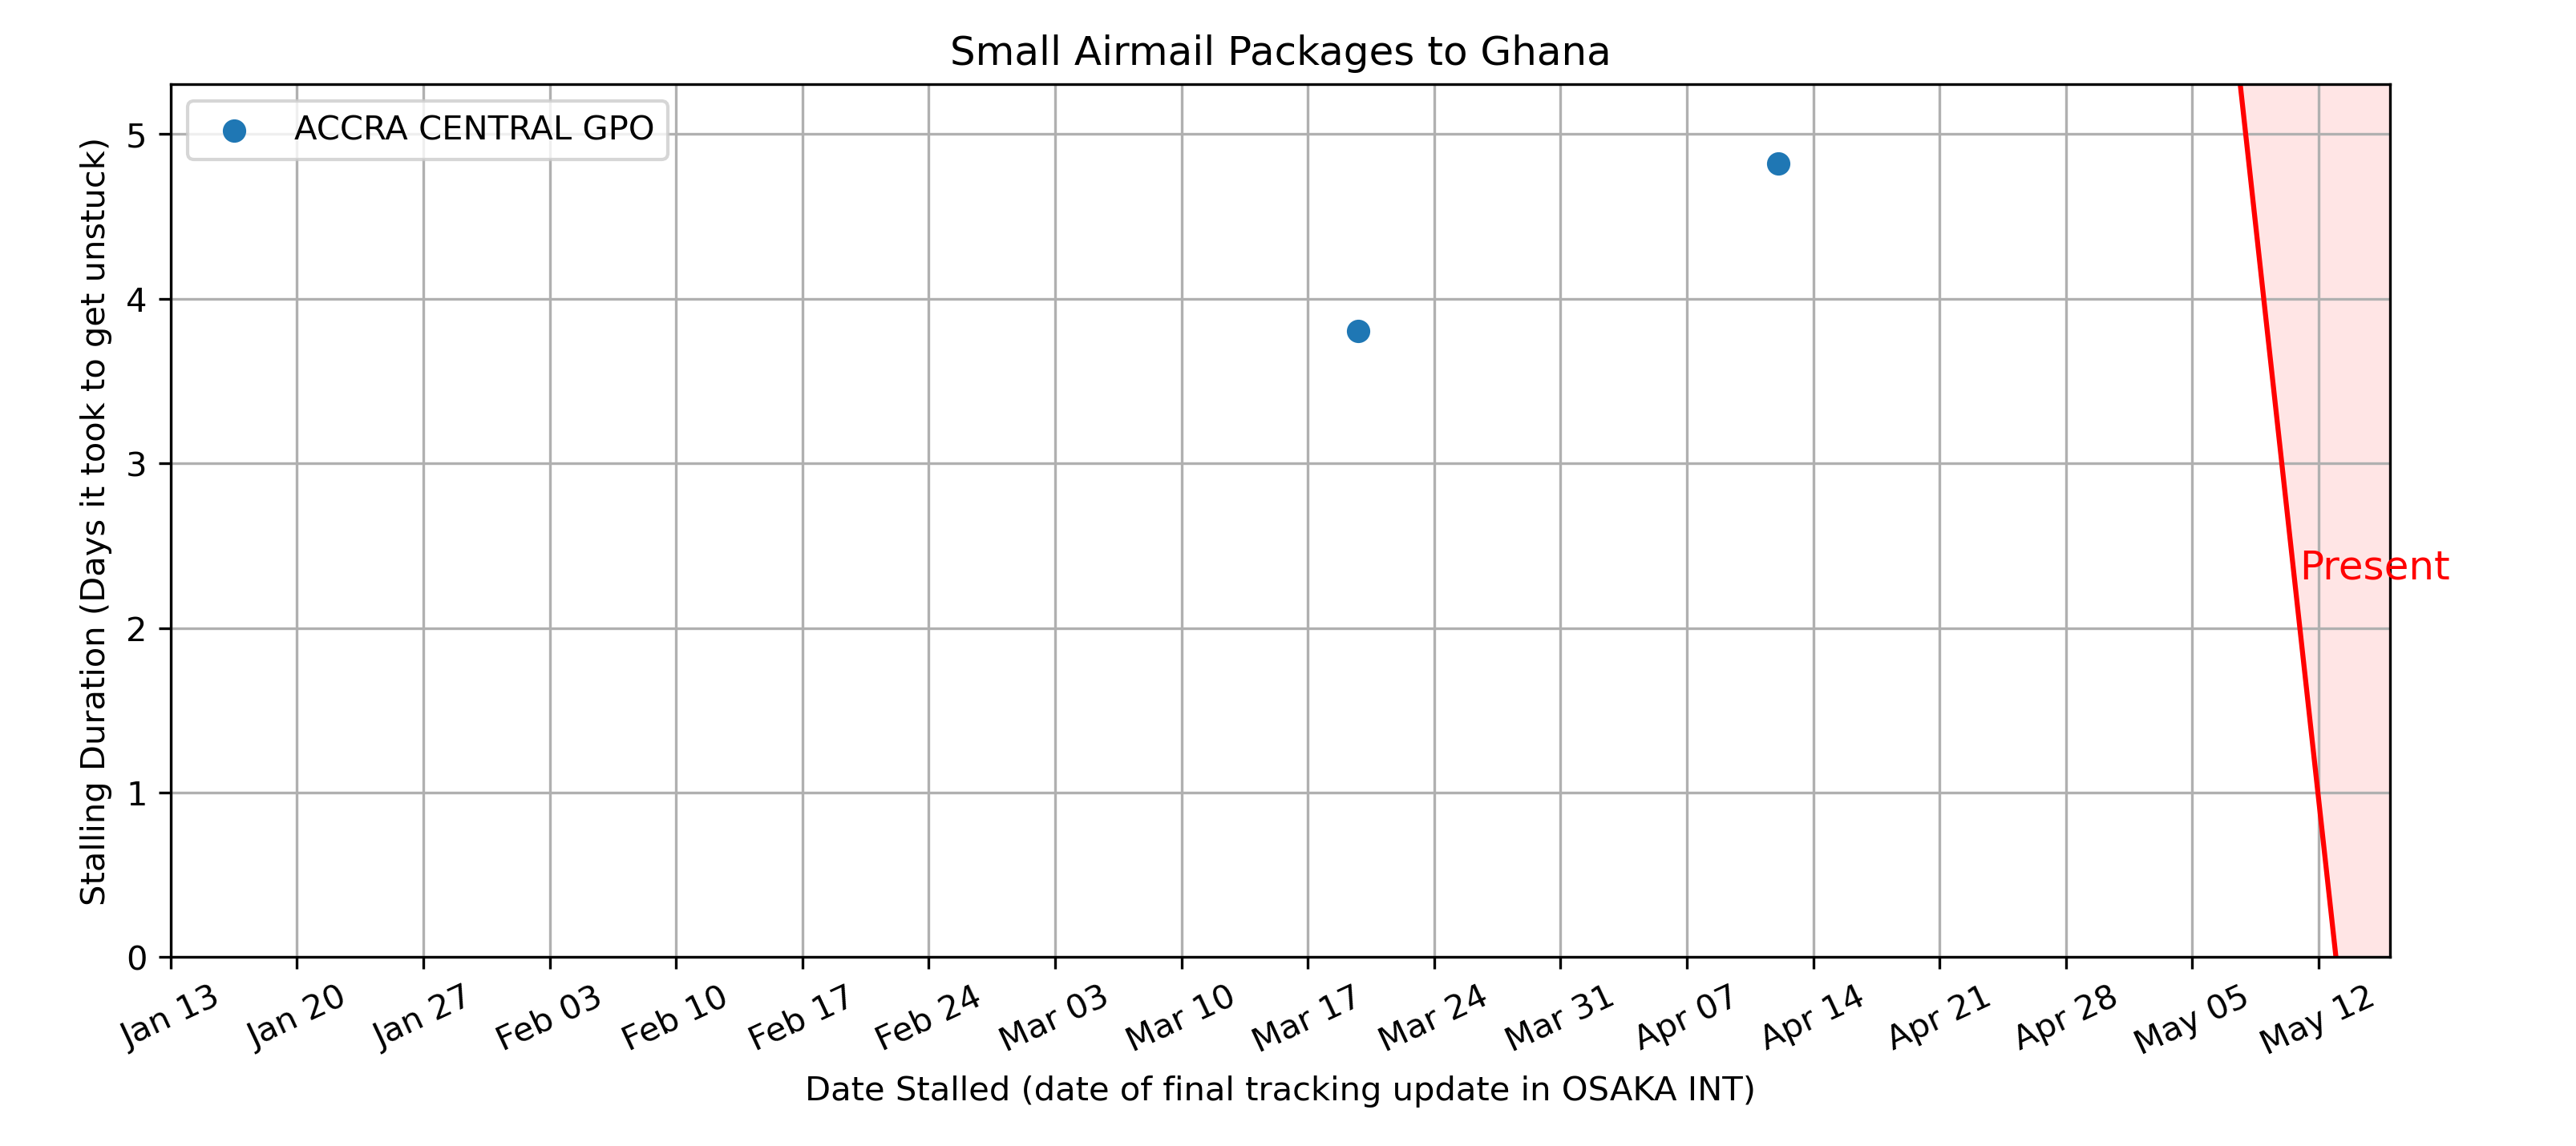 Small Airmail Packages to Ghana
ACCRA CENTRAL GPO
Stalling Duration (Days it took to get unstuck)
5
4
3
2
1
0
Present
Jan 13
Jan 20
Jan 27
Feb 03
Feb 10
Feb 17
Feb 24
Mar 03
Mar 10
Mar 17
Mar 24
Mar 31
Apr 07
Apr 14
Apr 21
Apr 28
May 05
May 12
Date Stalled (date of final tracking update in OSAKA INT)